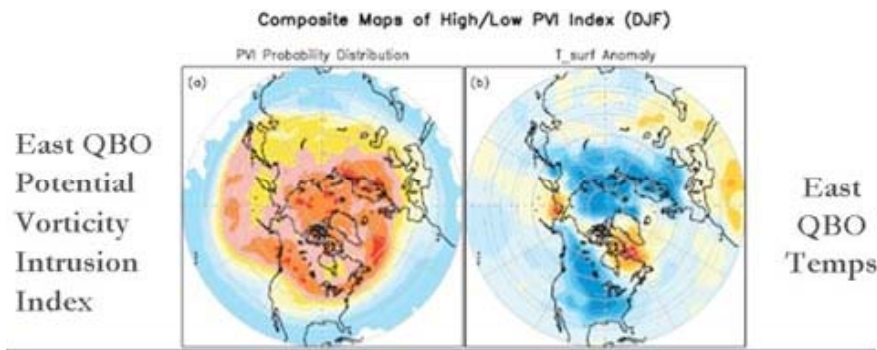 Composite Maps of High/Low PVI Index (DJF)
PVI Probability Distribution
T_surf Anomaly
(a)
(b)
East QBO
Potential
Vorticity
Intrusion
Index
East
QBO
Temps